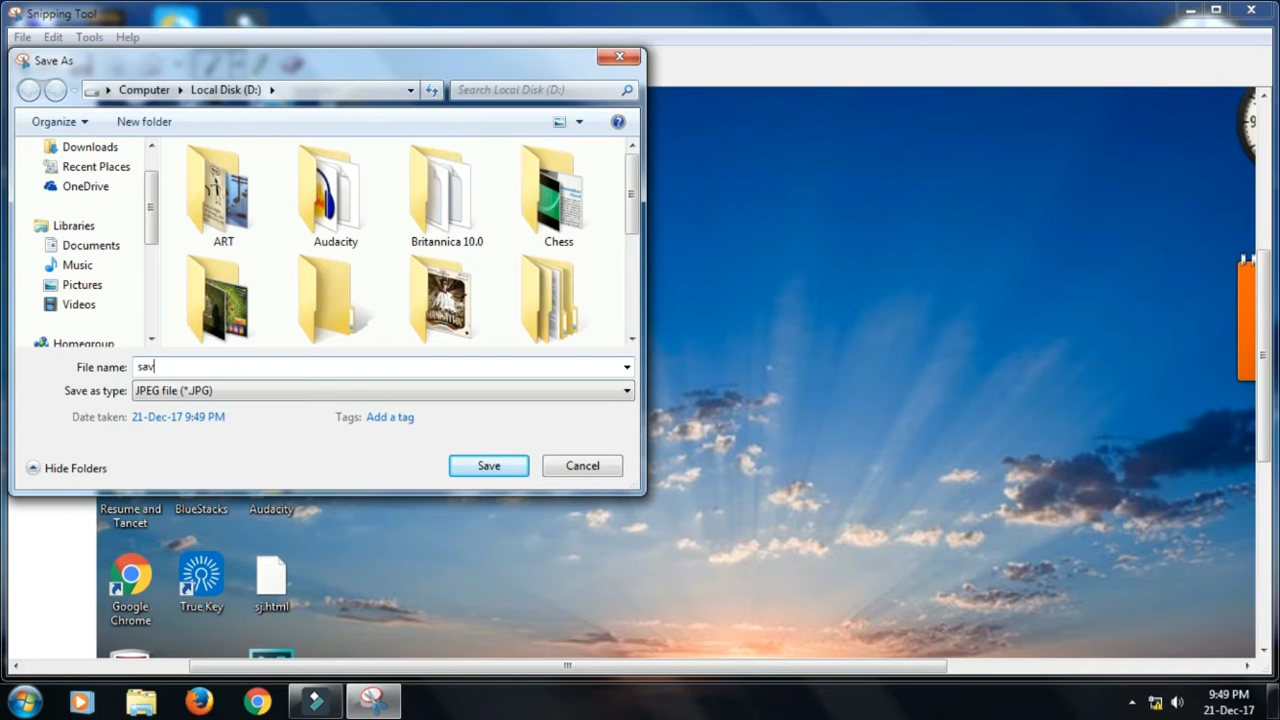 Snipping Tool
File Edit Tools Help
Save As
Computer Local Disk (D:)
Search Local Disk (D:)
Organize New folder
Downloads
Recent Places
OneDrive
Libraries
Documents
Music
Pictures
Videos
Homegroup
ART Audacity Britannica 10.0 Chess
File name: sav
Save as type: JPEG file (*.JPG)
Date taken: 21-Dec-17 9:49 PM Tags: Add a tag
Hide Folders Save Cancel
Resume and Tancet
BlueStacks
Audacity
Google Chrome
True Key
sj.html
9:49 PM
21-Dec-17